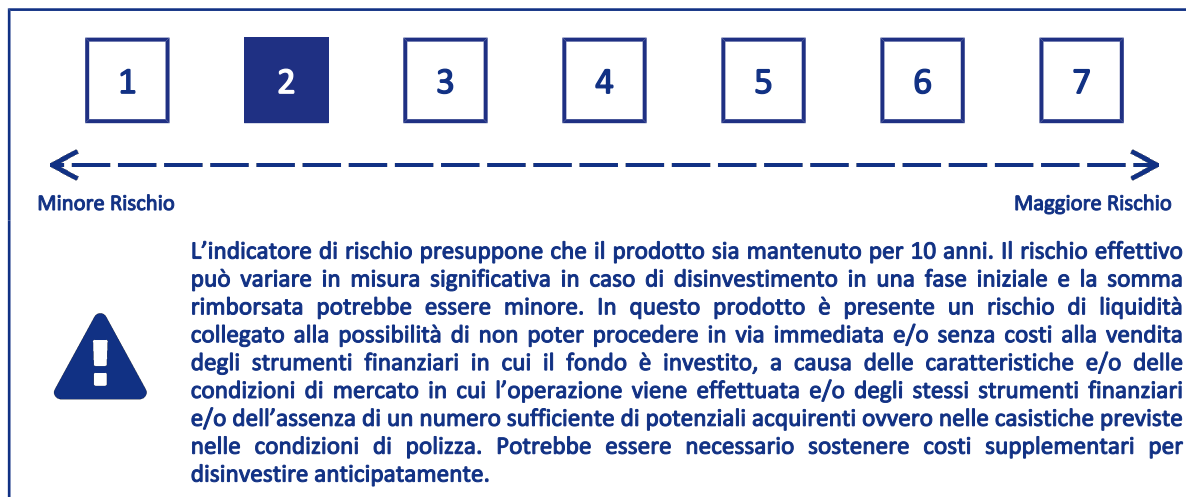 1 2 3 4 5 6 7
Minore Rischio Maggiore Rischio
L’indicatore di rischio presuppone che il prodotto sia mantenuto per 10 anni. Il rischio effettivo
può variare in misura significativa in caso di disinvestimento in una fase iniziale e la somma
rimborsata potrebbe essere minore. In questo prodotto è presente un rischio di liquidità
collegato alla possibilità di non poter procedere in via immediata e/o senza costi alla vendita
degli strumenti finanziari in cui il fondo è investito, a causa delle caratteristiche e/o delle
condizioni di mercato in cui l’operazione viene effettuata e/o degli stessi strumenti finanziari
e/o dell’assenza di un numero sufficiente di potenziali acquirenti ovvero nelle casistiche previste
nelle condizioni di polizza. Potrebbe essere necessario sostenere costi supplementari per
disinvestire anticipatamente.